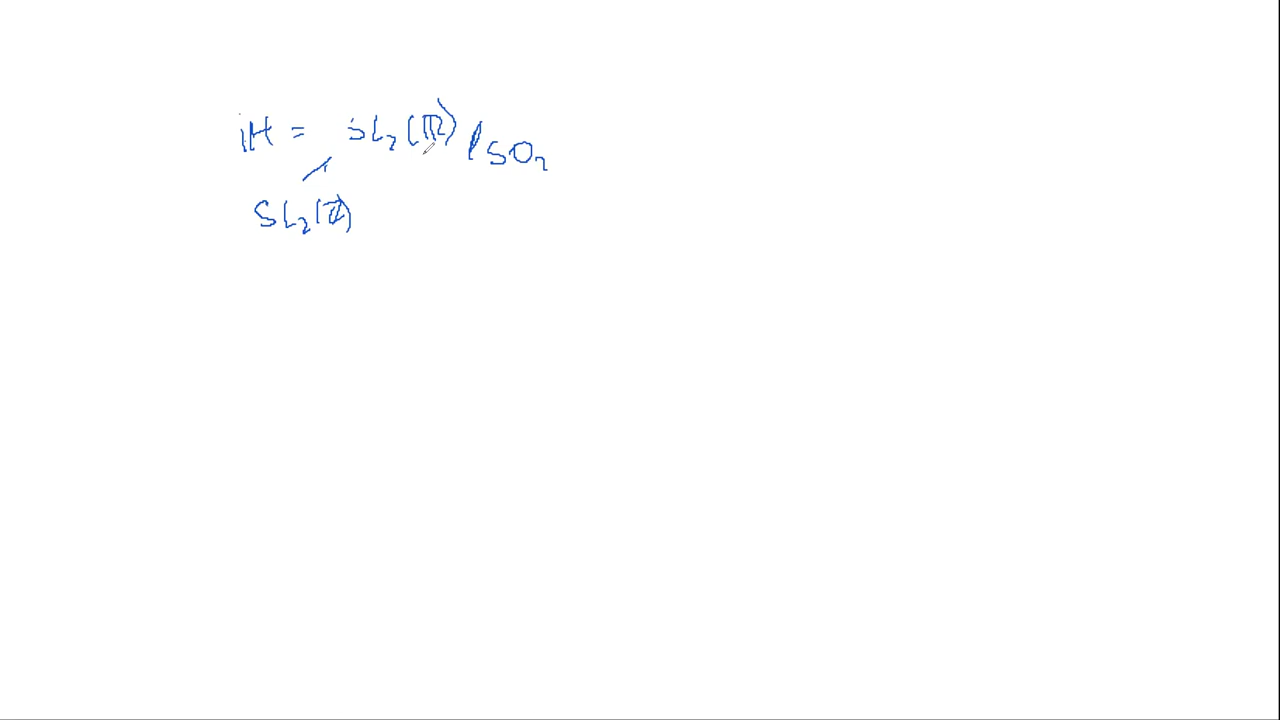 ℍ = SL₂(ℝ) / SO₂
SL₂(ℤ)